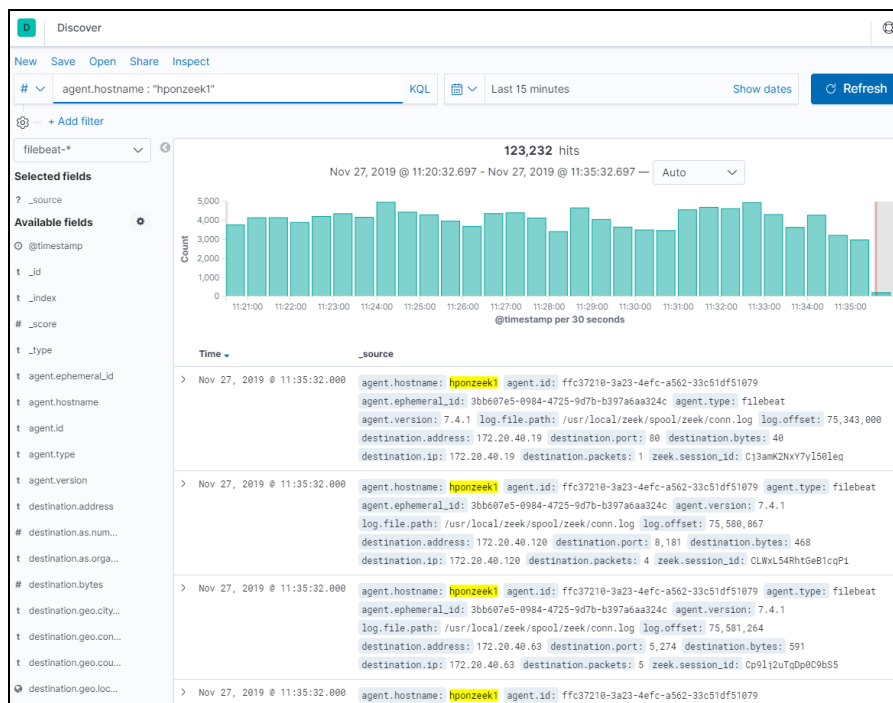 D Discover
New Save Open Share Inspect
# agent.hostname : "hponzeek1" KQL Last 15 minutes Show dates Refresh
+ Add filter
filebeat-*
Selected fields
? _source
Available fields
@timestamp
t _id
t _index
# _score
t _type
t agent.ephemeral_id
t agent.hostname
t agent.id
t agent.type
t agent.version
t destination.address
# destination.as.num...
t destination.as.orga...
# destination.bytes
t destination.geo.city...
t destination.geo.con...
t destination.geo.cou...
destination.geo.loc...
123,232 hits
Nov 27, 2019 @ 11:20:32.697 - Nov 27, 2019 @ 11:35:32.697 — Auto
Count
5,000
4,000
3,000
2,000
1,000
0
11:21:00 11:22:00 11:23:00 11:24:00 11:25:00 11:26:00 11:27:00 11:28:00 11:29:00 11:30:00 11:31:00 11:32:00 11:33:00 11:34:00 11:35:00
@timestamp per 30 seconds
Time _source
Nov 27, 2019 @ 11:35:32.000 agent.hostname: hponzeek1 agent.id: ffc37210-3a23-4efc-a562-33c51df51079
agent.ephemeral_id: 3bb607e5-0984-4725-9d7b-b397a6aa324c agent.type: filebeat
agent.version: 7.4.1 log.file.path: /usr/local/zeek/spool/zeek/conn.log log.offset: 75,343,000
destination.address: 172.20.40.19 destination.port: 80 destination.bytes: 40
destination.ip: 172.20.40.19 destination.packets: 1 zeek.session_id: Cj3amK2NxY7yl50leq
Nov 27, 2019 @ 11:35:32.000 agent.hostname: hponzeek1 agent.id: ffc37210-3a23-4efc-a562-33c51df51079 agent.type: filebeat
agent.ephemeral_id: 3bb607e5-0984-4725-9d7b-b397a6aa324c agent.version: 7.4.1
log.file.path: /usr/local/zeek/spool/zeek/conn.log log.offset: 75,580,867
destination.address: 172.20.40.120 destination.port: 8,181 destination.bytes: 468
destination.ip: 172.20.40.120 destination.packets: 4 zeek.session_id: CLWxL54RhtGeB1cqPi
Nov 27, 2019 @ 11:35:32.000 agent.hostname: hponzeek1 agent.id: ffc37210-3a23-4efc-a562-33c51df51079 agent.type: filebeat
agent.ephemeral_id: 3bb607e5-0984-4725-9d7b-b397a6aa324c agent.version: 7.4.1
log.file.path: /usr/local/zeek/spool/zeek/conn.log log.offset: 75,581,264
destination.address: 172.20.40.63 destination.port: 5,274 destination.bytes: 591
destination.ip: 172.20.40.63 destination.packets: 5 zeek.session_id: Cp9lj2uTqDp0C9bS5
Nov 27, 2019 @ 11:35:32.000 agent.hostname: hponzeek1 agent.id: ffc37210-3a23-4efc-a562-33c51df51079